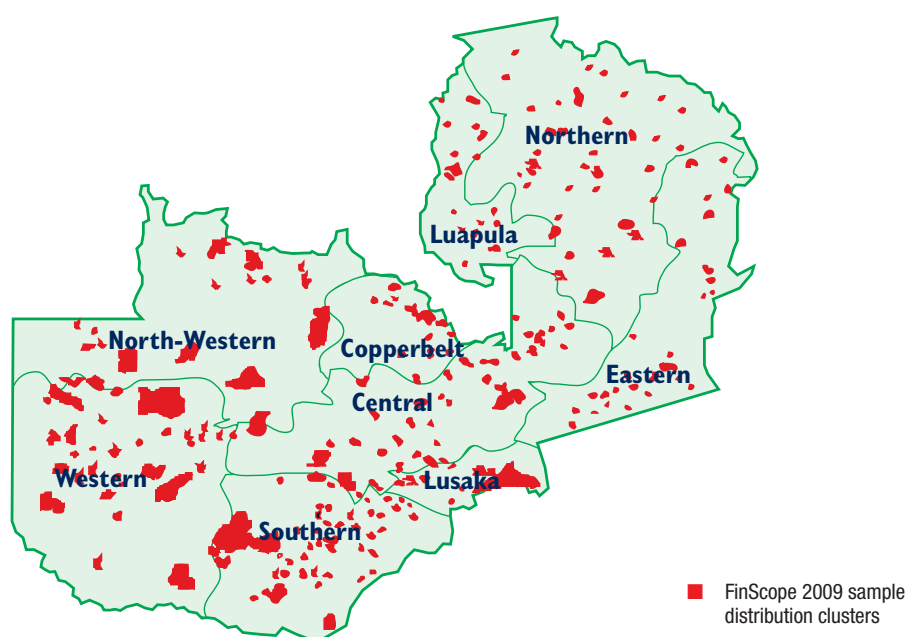 Northern
Luapula
North-Western
Copperbelt
Eastern
Central
Western
Lusaka
Southern
FinScope 2009 sample
distribution clusters